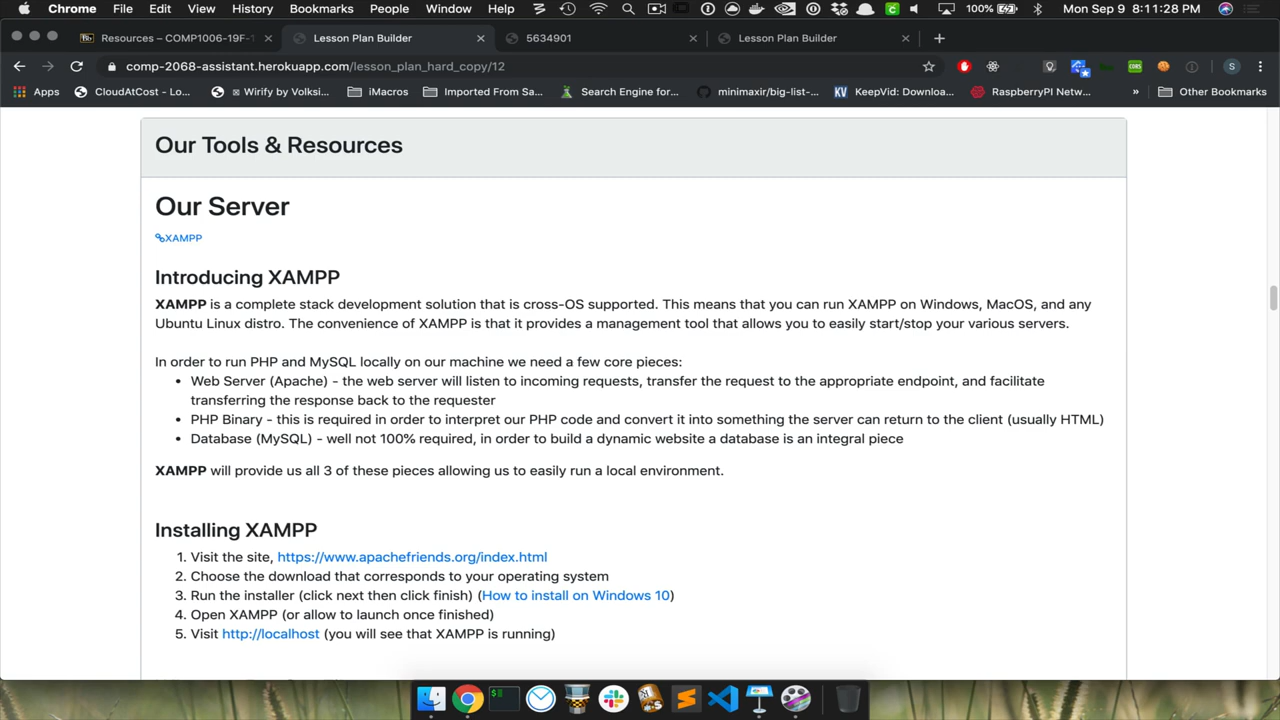 Chrome File Edit View History Bookmarks People Window Help 100% Mon Sep 9 8:11:28 PM
Resources – COMP1006-19F-1 Lesson Plan Builder 5634901 Lesson Plan Builder
comp-2068-assistant.herokuapp.com/lesson_plan_hard_copy/12 S
Apps CloudAtCost - Lo... Wirify by Volksi... iMacros Imported From Sa... Search Engine for... minimaxir/big-list-... KV KeepVid: Downloa... RaspberryPI Netw... » Other Bookmarks
Our Tools & Resources
Our Server
XAMPP
Introducing XAMPP
XAMPP is a complete stack development solution that is cross-OS supported. This means that you can run XAMPP on Windows, MacOS, and any
Ubuntu Linux distro. The convenience of XAMPP is that it provides a management tool that allows you to easily start/stop your various servers.
In order to run PHP and MySQL locally on our machine we need a few core pieces:
• Web Server (Apache) - the web server will listen to incoming requests, transfer the request to the appropriate endpoint, and facilitate
transferring the response back to the requester
• PHP Binary - this is required in order to interpret our PHP code and convert it into something the server can return to the client (usually HTML)
• Database (MySQL) - well not 100% required, in order to build a dynamic website a database is an integral piece
XAMPP will provide us all 3 of these pieces allowing us to easily run a local environment.
Installing XAMPP
1. Visit the site, https://www.apachefriends.org/index.html
2. Choose the download that corresponds to your operating system
3. Run the installer (click next then click finish) (How to install on Windows 10)
4. Open XAMPP (or allow to launch once finished)
5. Visit http://localhost (you will see that XAMPP is running)